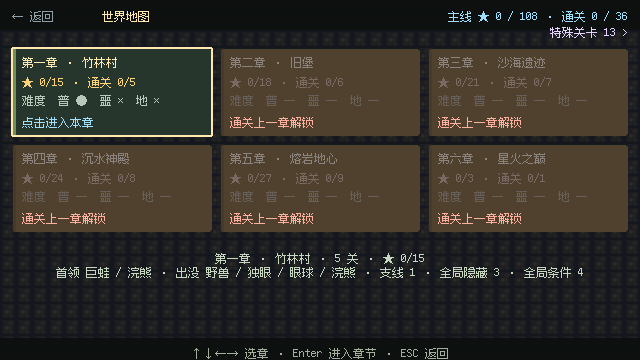 ← 返回 世界地图 主线 ★ 0 / 108 · 通关 0 / 36
特殊关卡 13 >
第一章 · 竹林村
★ 0/15 · 通关 0/5
难度 普 ● 噩 × 地 ×
点击进入本章
第二章 · 旧堡
★ 0/18 · 通关 0/6
难度 普 — 噩 — 地 —
通关上一章解锁
第三章 · 沙海遗迹
★ 0/21 · 通关 0/7
难度 普 — 噩 — 地 —
通关上一章解锁
第四章 · 沉水神殿
★ 0/24 · 通关 0/8
难度 普 — 噩 — 地 —
通关上一章解锁
第五章 · 熔岩地心
★ 0/27 · 通关 0/9
难度 普 — 噩 — 地 —
通关上一章解锁
第六章 · 星火之巅
★ 0/3 · 通关 0/1
难度 普 — 噩 — 地 —
通关上一章解锁
第一章 · 竹林村 · 5 关 · ★ 0/15
首领 巨蛙 / 浣熊 · 出没 野兽 / 独眼 / 眼球 / 浣熊 · 支线 1 · 全局隐藏 3 · 全局条件 4
↑↓←→ 选章 · Enter 进入章节 · ESC 返回